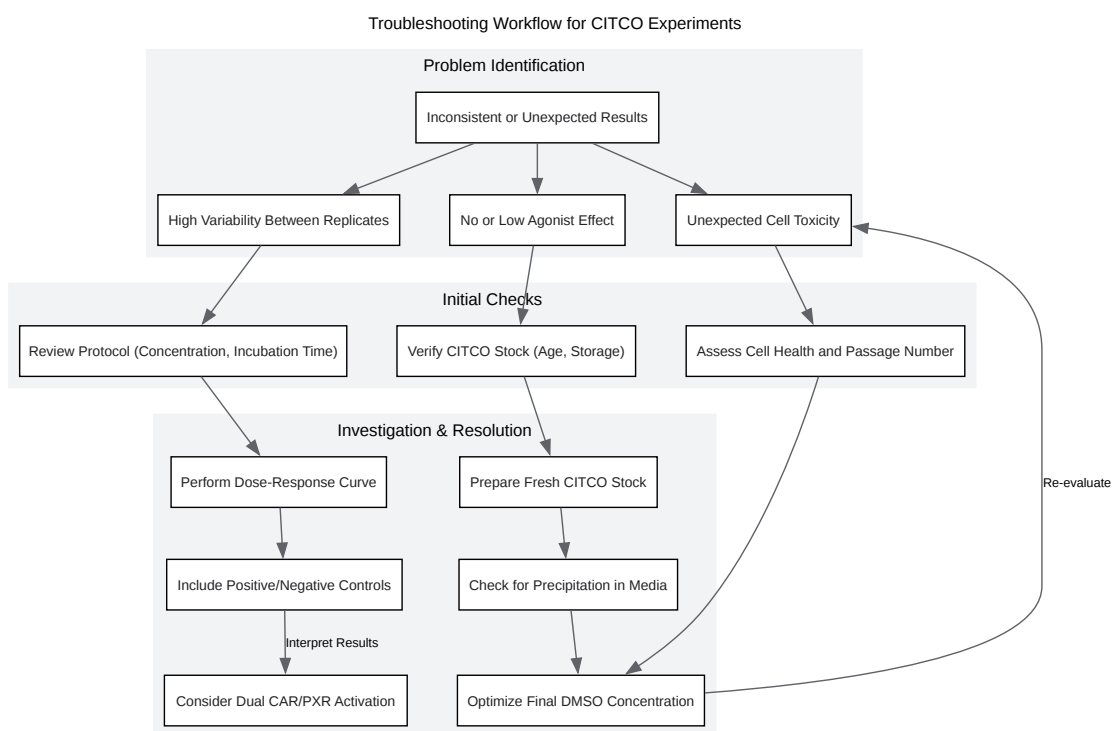 Troubleshooting Workflow for CITCO Experiments
Problem Identification
Inconsistent or Unexpected Results
High Variability Between Replicates
No or Low Agonist Effect
Unexpected Cell Toxicity
Initial Checks
Review Protocol (Concentration, Incubation Time)
Verify CITCO Stock (Age, Storage)
Assess Cell Health and Passage Number
Investigation & Resolution
Perform Dose-Response Curve
Prepare Fresh CITCO Stock
Re-evaluate
Include Positive/Negative Controls
Check for Precipitation in Media
Interpret Results
Consider Dual CAR/PXR Activation
Optimize Final DMSO Concentration